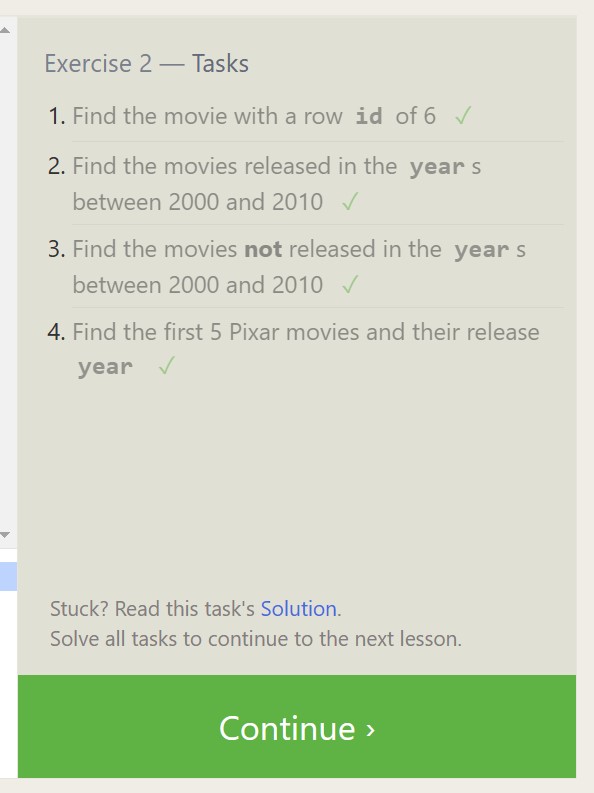 Exercise 2 — Tasks
1. Find the movie with a row id of 6 ✓
2. Find the movies released in the years
between 2000 and 2010 ✓
3. Find the movies not released in the years
between 2000 and 2010 ✓
4. Find the first 5 Pixar movies and their release
year ✓
Stuck? Read this task's Solution.
Solve all tasks to continue to the next lesson.
Continue ›